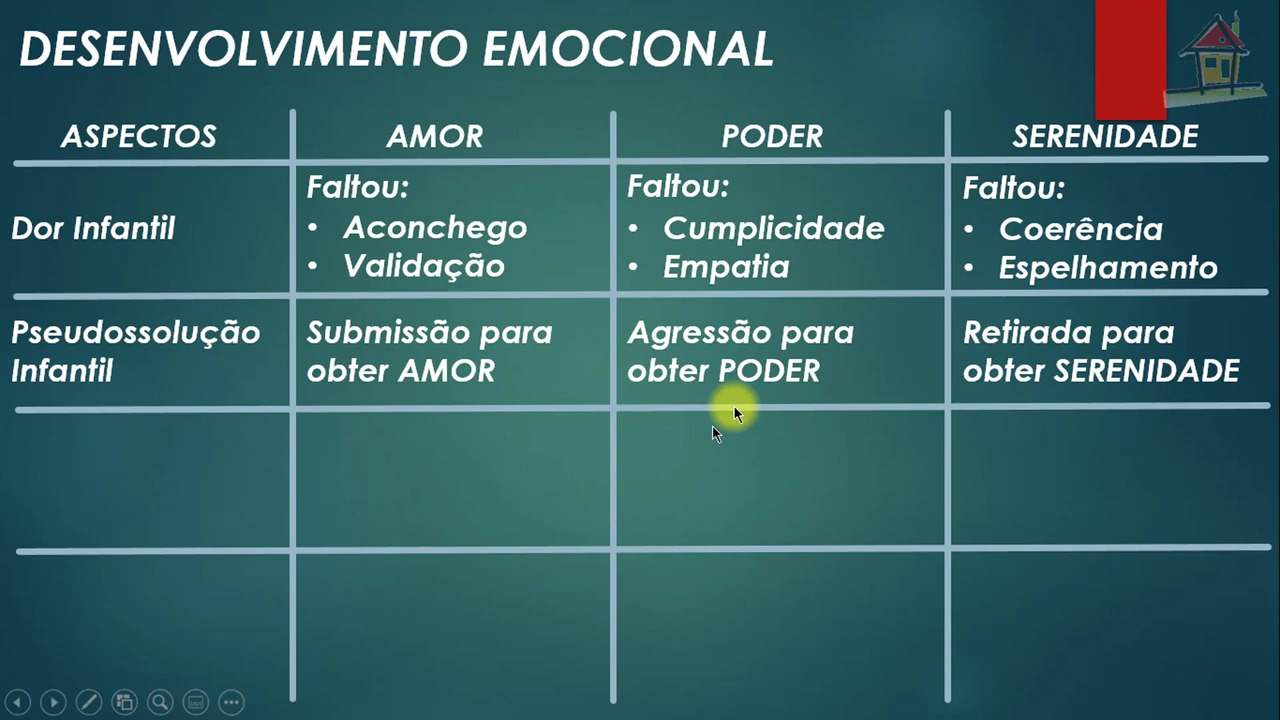 DESENVOLVIMENTO EMOCIONAL
ASPECTOS
AMOR
PODER
SERENIDADE
Dor Infantil
Faltou:
• Aconchego
• Validação
Faltou:
• Cumplicidade
• Empatia
Faltou:
• Coerência
• Espelhamento
Pseudossolução
Infantil
Submissão para
obter AMOR
Agressão para
obter PODER
Retirada para
obter SERENIDADE